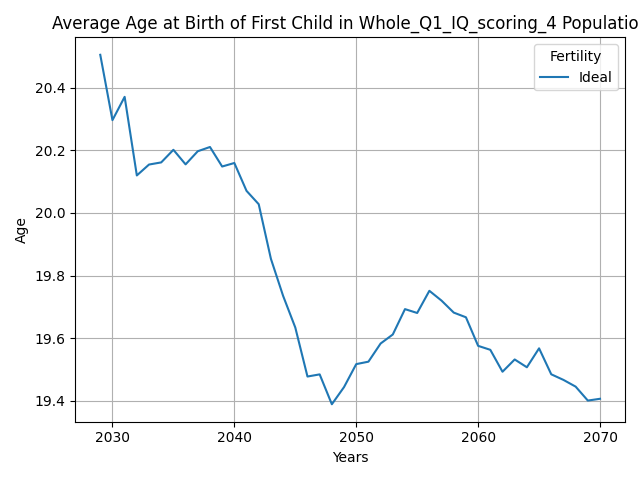 Average Age at Birth of First Child in Whole_Q1_IQ_scoring_4 Populatio
Fertility
Ideal
20.4
20.2
20.0
19.8
19.6
19.4
Age
2030 2040 2050 2060 2070
Years